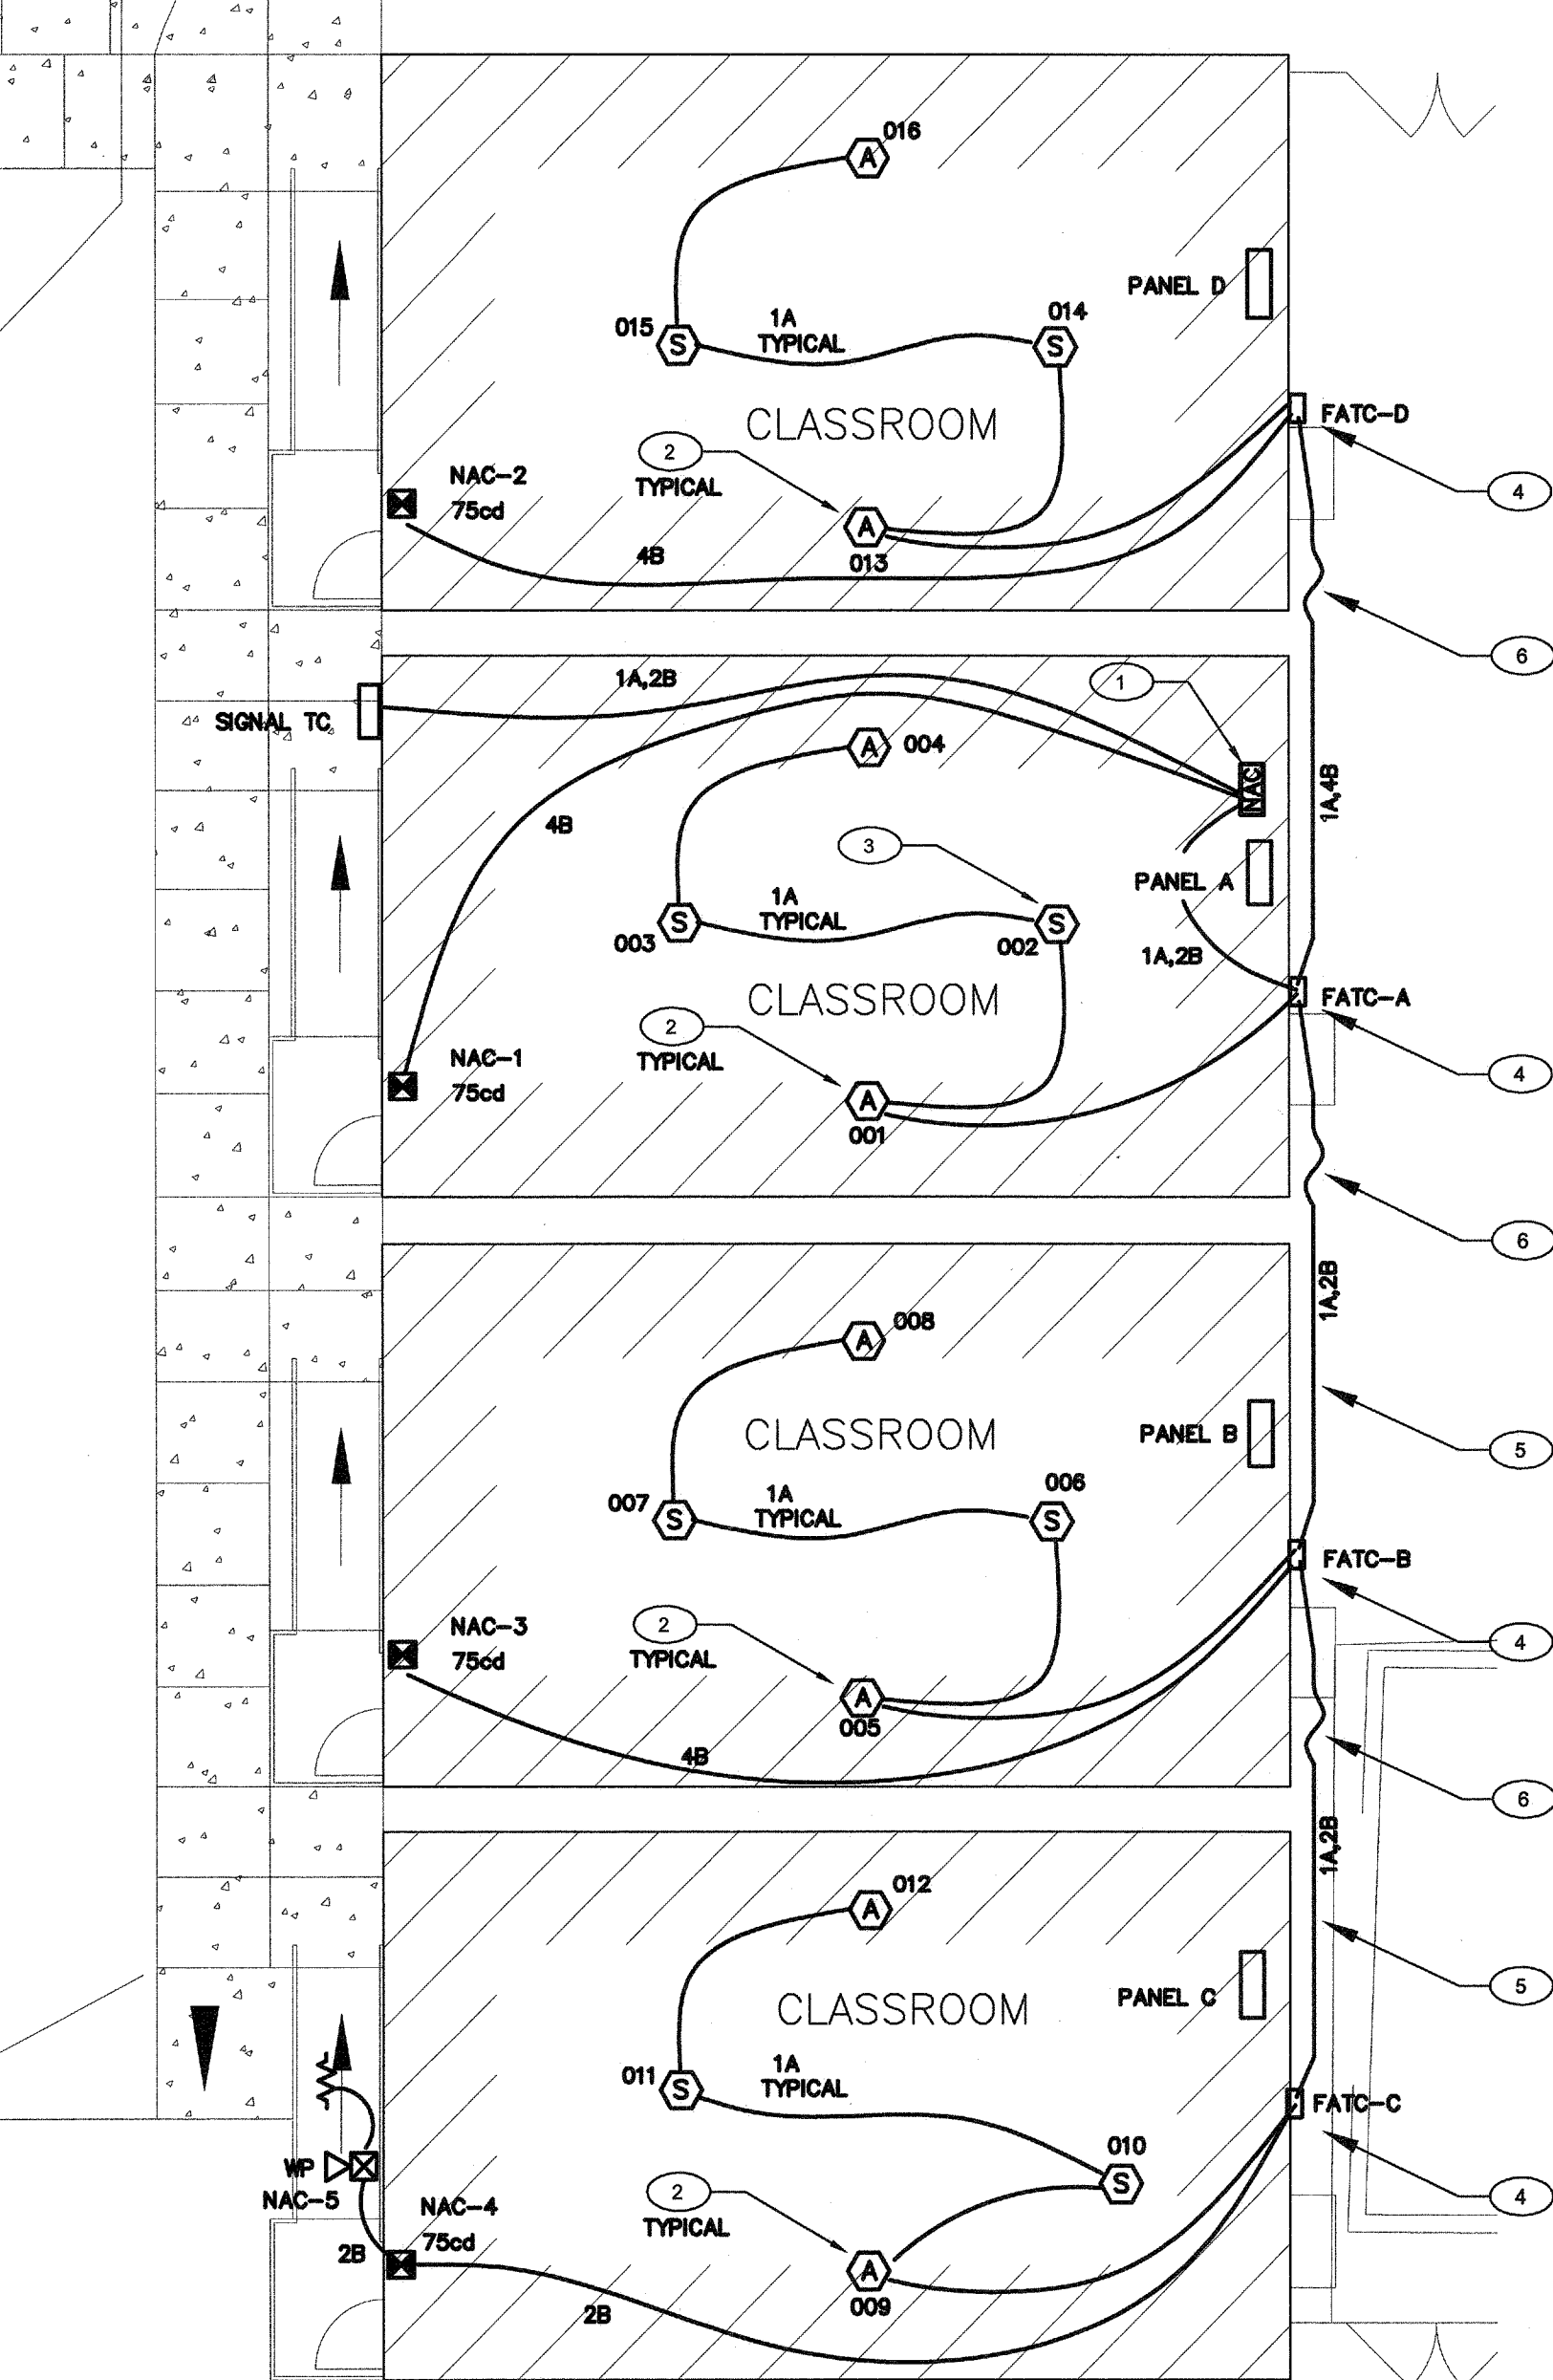 016
A
PANEL D
015
S
1A
TYPICAL
014
S
CLASSROOM
FATC-D
2
TYPICAL
NAC-2
75cd
4
A
013
4B
6
1A,2B
1
SIGNAL TC
A
004
NAC
1A,4B
4B
3
PANEL A
1A
TYPICAL
S
003
S
002
1A,2B
CLASSROOM
FATC-A
2
TYPICAL
NAC-1
75cd
4
A
001
6
1A,2B
008
A
CLASSROOM
PANEL B
5
007
S
1A
TYPICAL
006
S
FATC-B
2
TYPICAL
NAC-3
75cd
4
A
005
4B
6
1A,2B
012
A
PANEL C
5
CLASSROOM
011
S
1A
TYPICAL
FATC-C
010
S
WP
NAC-5
2
TYPICAL
NAC-4
75cd
4
2B
A
009
2B